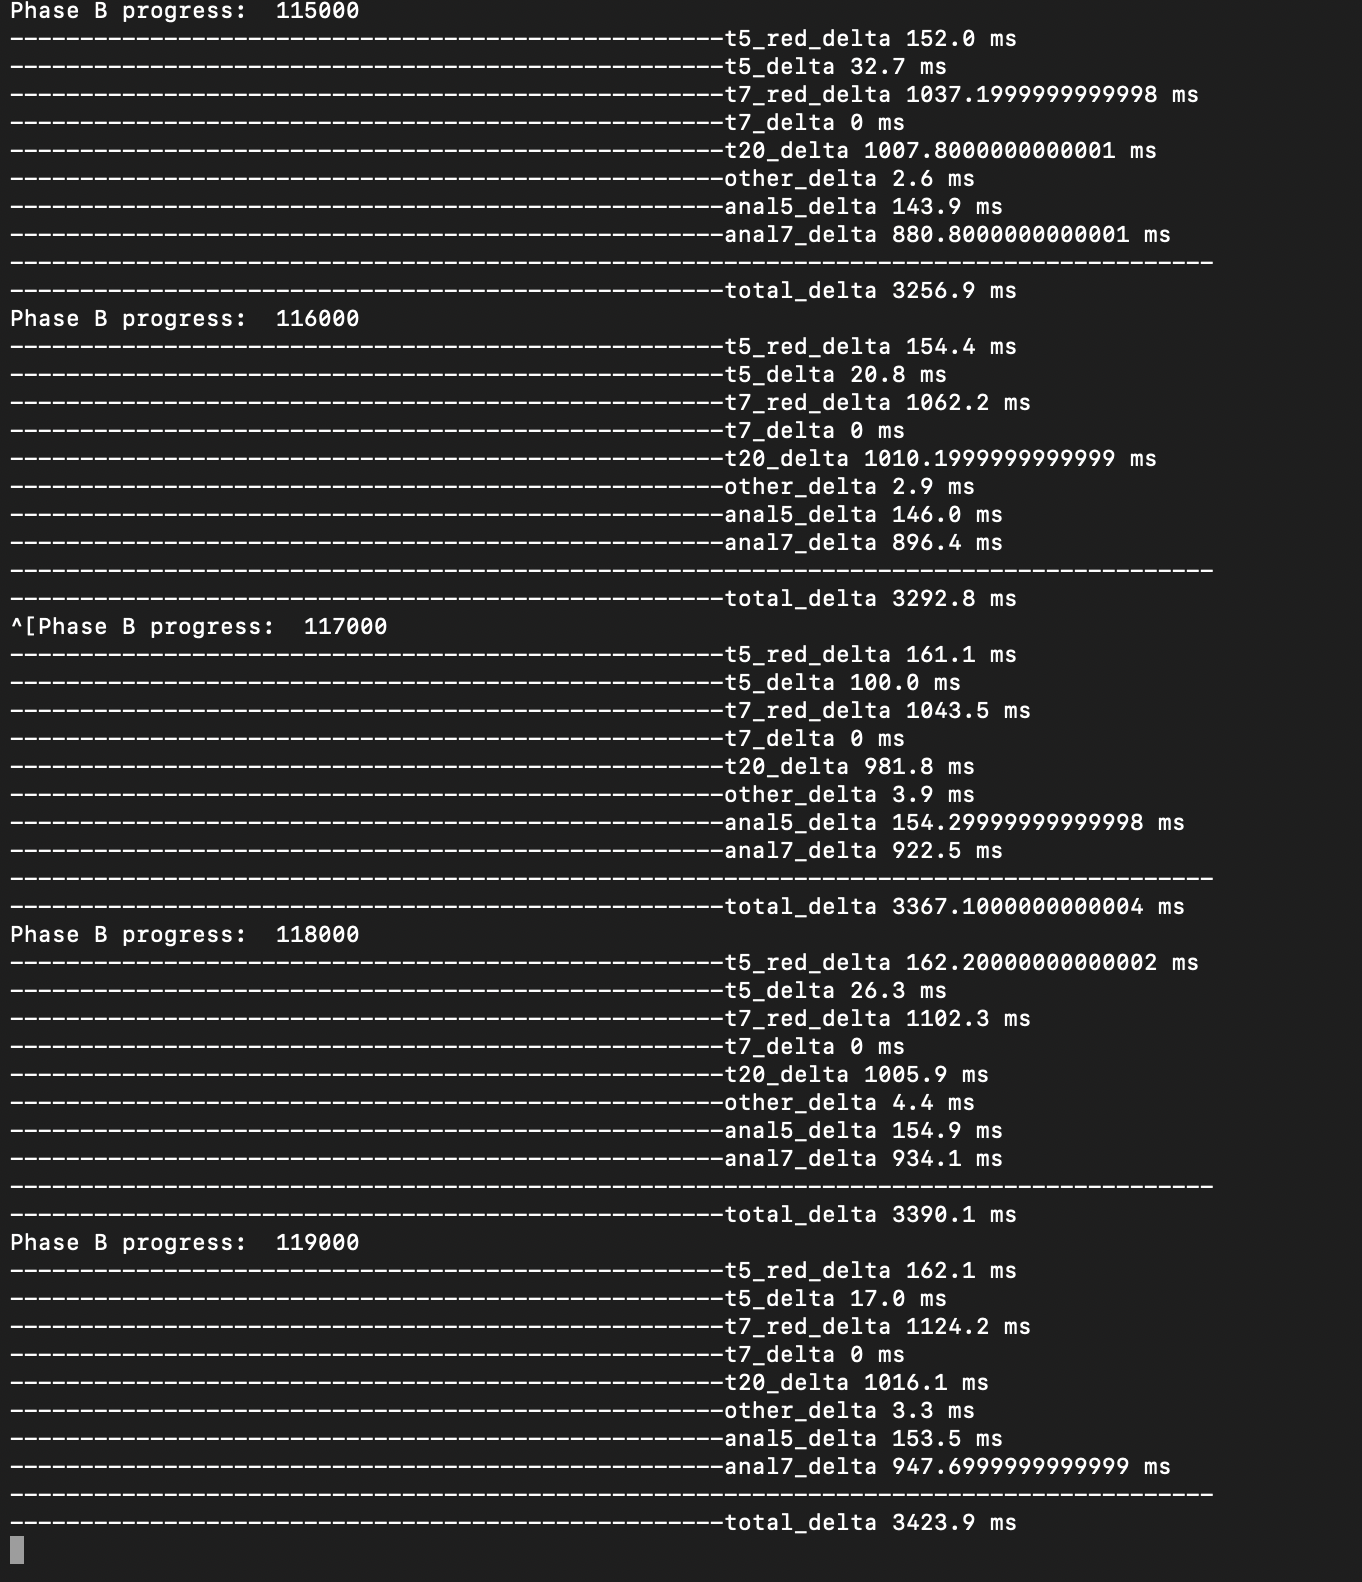 Phase B progress:  115000
---------------------------------------------------t5_red_delta 152.0 ms
---------------------------------------------------t5_delta 32.7 ms
---------------------------------------------------t7_red_delta 1037.1999999999998 ms
---------------------------------------------------t7_delta 0 ms
---------------------------------------------------t20_delta 1007.8000000000001 ms
---------------------------------------------------other_delta 2.6 ms
---------------------------------------------------anal5_delta 143.9 ms
---------------------------------------------------anal7_delta 880.8000000000001 ms
--------------------------------------------------------------------------------------
---------------------------------------------------total_delta 3256.9 ms
Phase B progress:  116000
---------------------------------------------------t5_red_delta 154.4 ms
---------------------------------------------------t5_delta 20.8 ms
---------------------------------------------------t7_red_delta 1062.2 ms
---------------------------------------------------t7_delta 0 ms
---------------------------------------------------t20_delta 1010.1999999999999 ms
---------------------------------------------------other_delta 2.9 ms
---------------------------------------------------anal5_delta 146.0 ms
---------------------------------------------------anal7_delta 896.4 ms
--------------------------------------------------------------------------------------
---------------------------------------------------total_delta 3292.8 ms
^[Phase B progress:  117000
---------------------------------------------------t5_red_delta 161.1 ms
---------------------------------------------------t5_delta 100.0 ms
---------------------------------------------------t7_red_delta 1043.5 ms
---------------------------------------------------t7_delta 0 ms
---------------------------------------------------t20_delta 981.8 ms
---------------------------------------------------other_delta 3.9 ms
---------------------------------------------------anal5_delta 154.29999999999998 ms
---------------------------------------------------anal7_delta 922.5 ms
--------------------------------------------------------------------------------------
---------------------------------------------------total_delta 3367.1000000000004 ms
Phase B progress:  118000
---------------------------------------------------t5_red_delta 162.20000000000002 ms
---------------------------------------------------t5_delta 26.3 ms
---------------------------------------------------t7_red_delta 1102.3 ms
---------------------------------------------------t7_delta 0 ms
---------------------------------------------------t20_delta 1005.9 ms
---------------------------------------------------other_delta 4.4 ms
---------------------------------------------------anal5_delta 154.9 ms
---------------------------------------------------anal7_delta 934.1 ms
--------------------------------------------------------------------------------------
---------------------------------------------------total_delta 3390.1 ms
Phase B progress:  119000
---------------------------------------------------t5_red_delta 162.1 ms
---------------------------------------------------t5_delta 17.0 ms
---------------------------------------------------t7_red_delta 1124.2 ms
---------------------------------------------------t7_delta 0 ms
---------------------------------------------------t20_delta 1016.1 ms
---------------------------------------------------other_delta 3.3 ms
---------------------------------------------------anal5_delta 153.5 ms
---------------------------------------------------anal7_delta 947.6999999999999 ms
--------------------------------------------------------------------------------------
---------------------------------------------------total_delta 3423.9 ms